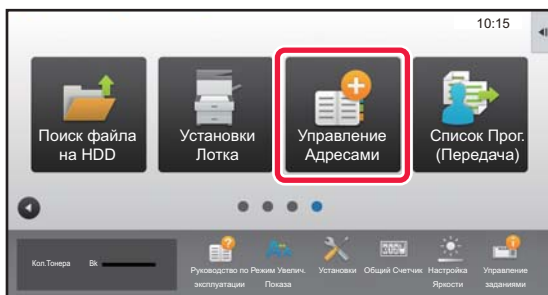 10:15
Поиск файла
на HDD
Установки
Лотка
Управление
Адресами
Список Прог.
(Передача)
Кол.Тонера Bk
Руководство по
эксплуатации
Режим Увелич.
Показа
Установки
Общий Счетчик
Настройка
Яркости
Управление
заданиями